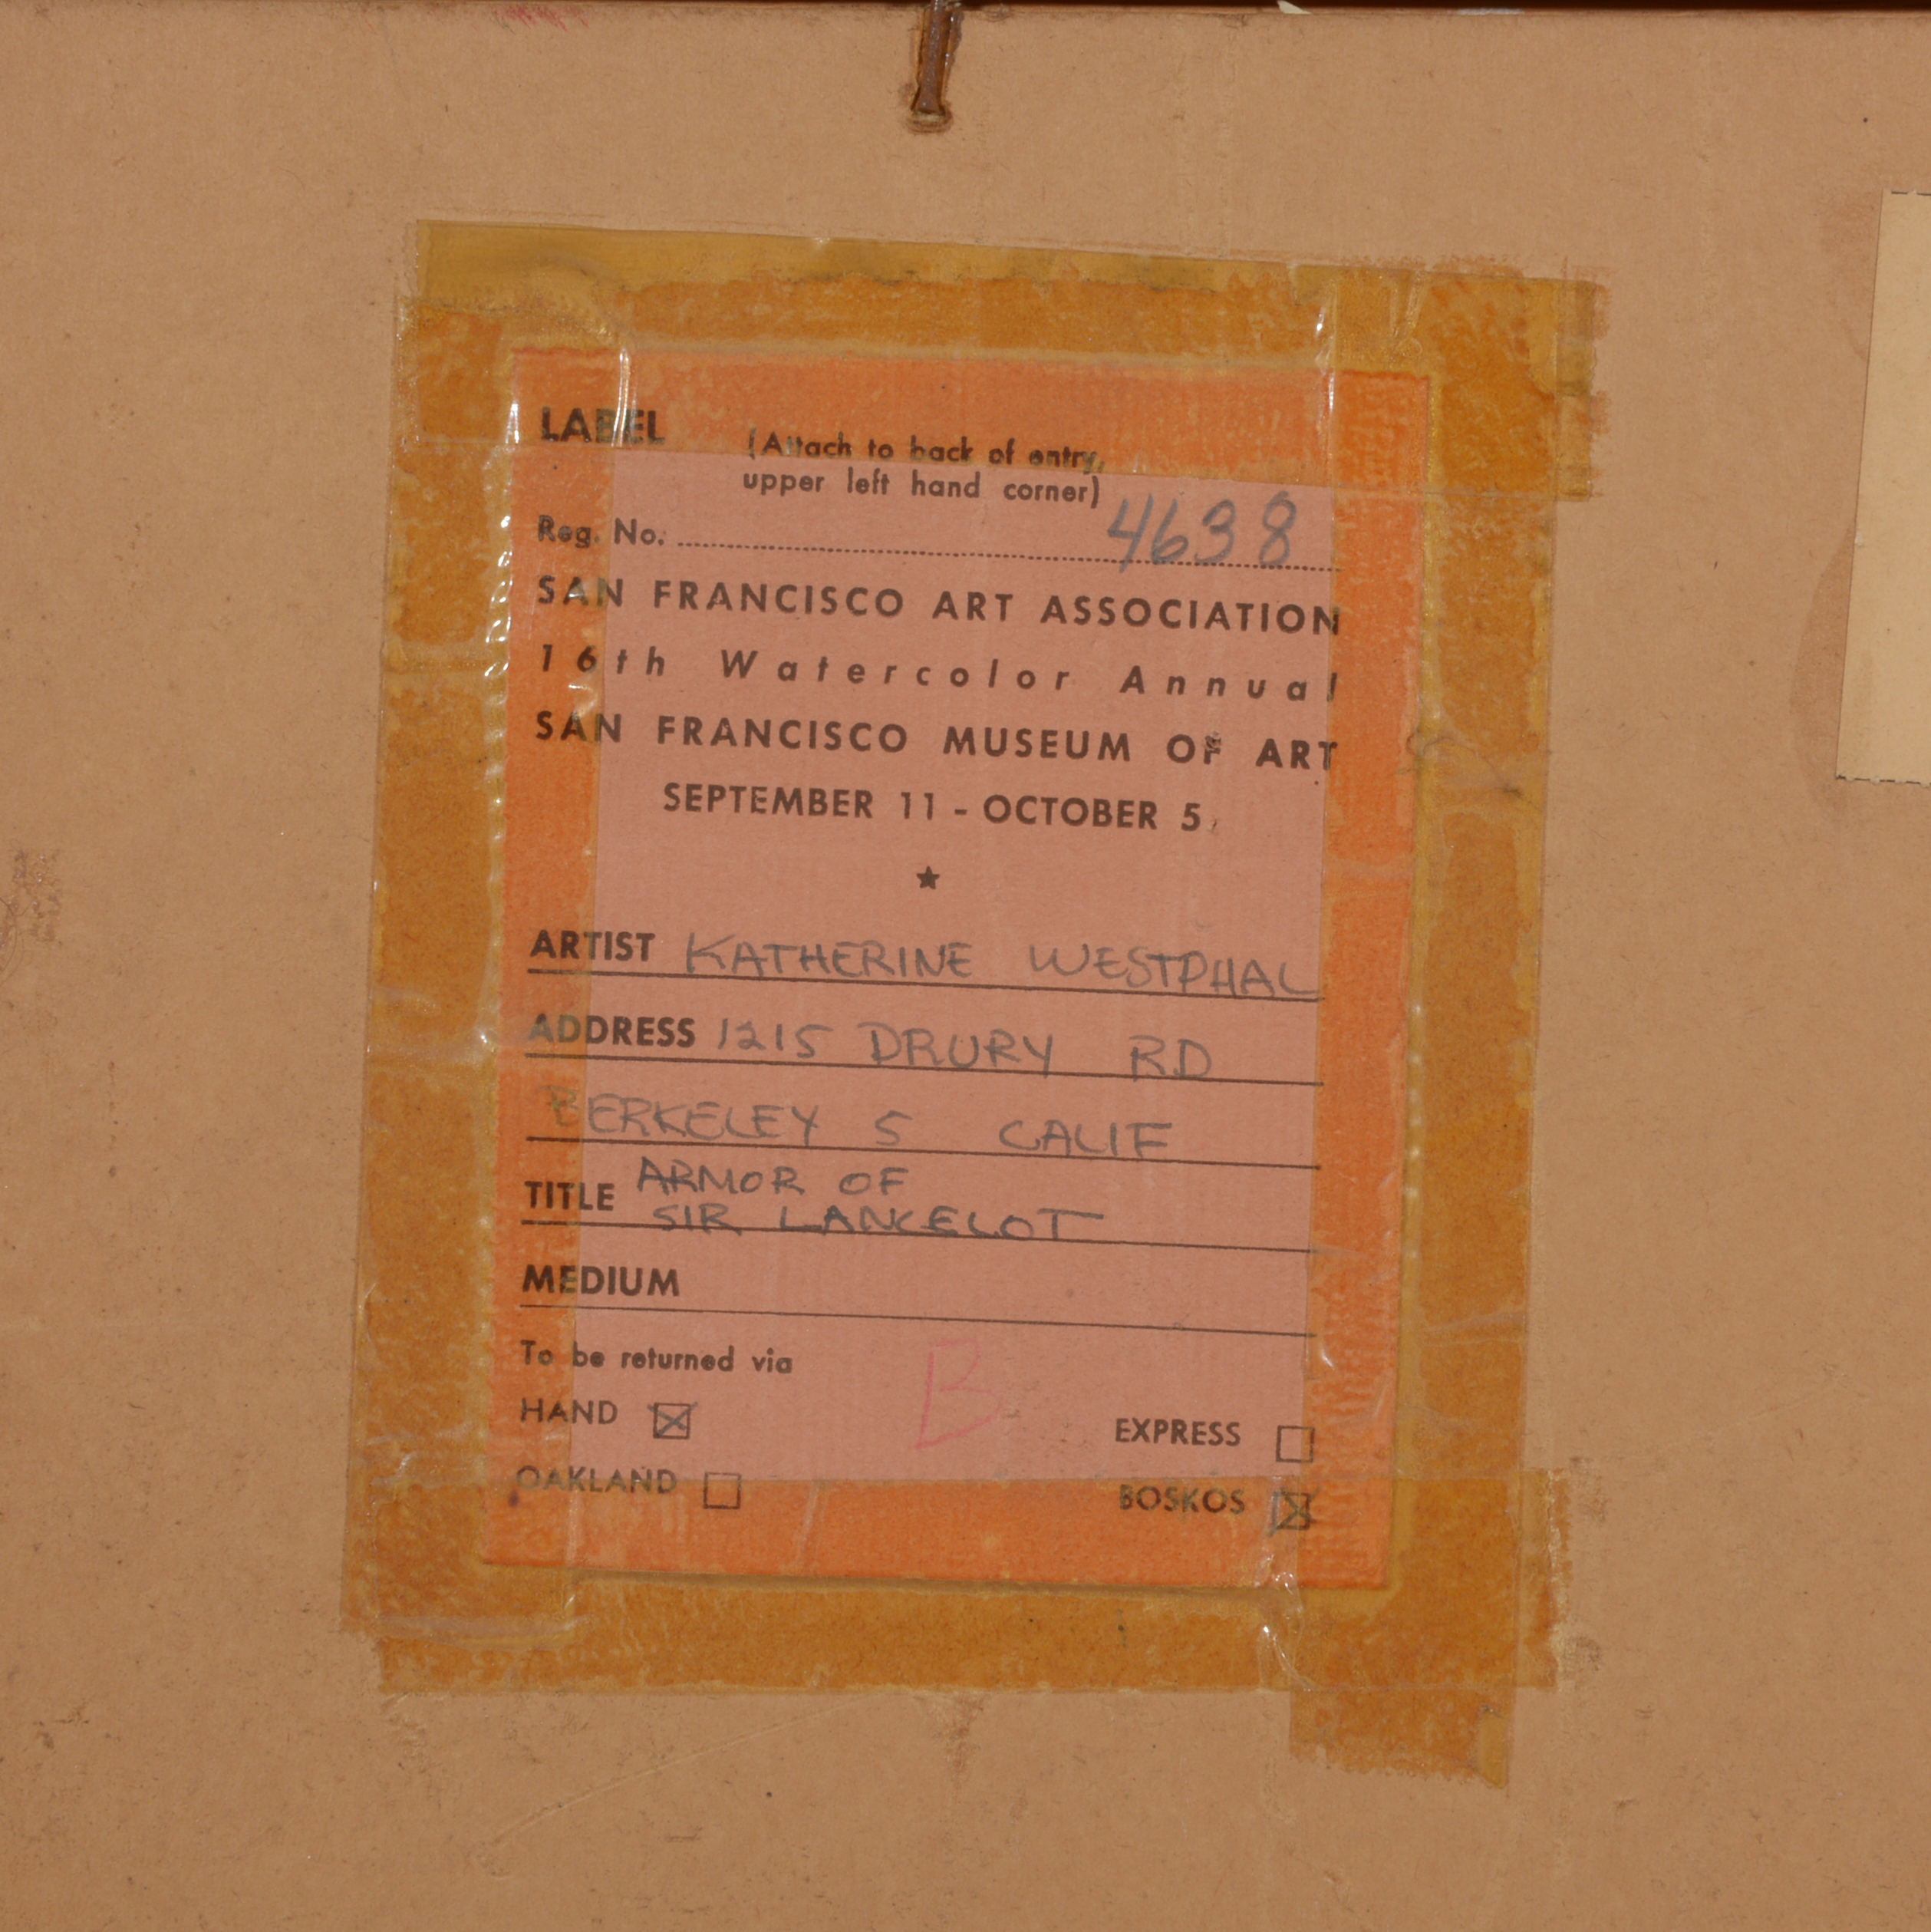 LABEL
(Attach to back of entry,
upper left hand corner)
Reg. No. 4638
SAN FRANCISCO ART ASSOCIATION
16th Watercolor Annual
SAN FRANCISCO MUSEUM OF ART
SEPTEMBER 11 - OCTOBER 5
ARTIST KATHERINE WESTPHAL
ADDRESS 1215 DRURY RD
BERKELEY 5 CALIF
TITLE ARMOR OF
SIR LANCELOT
MEDIUM
To be returned via
B
HAND EXPRESS
OAKLAND BOSKOS